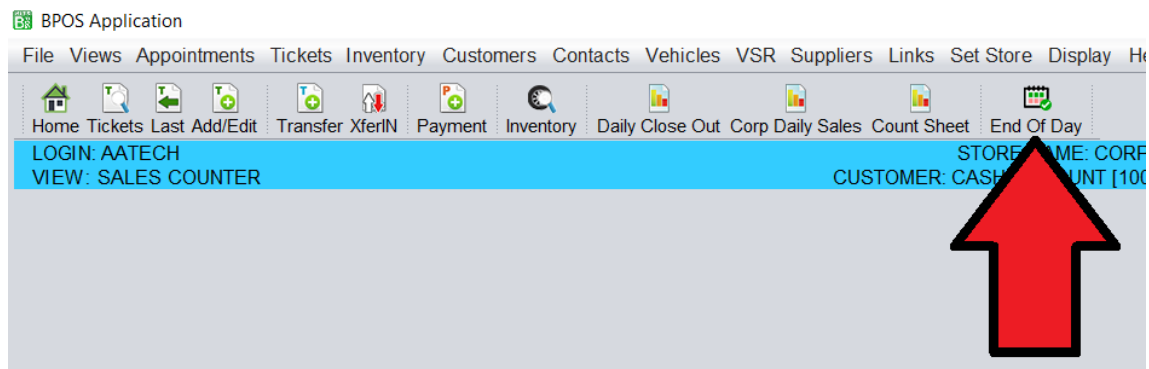 BPOS Application
File Views Appointments Tickets Inventory Customers Contacts Vehicles VSR Suppliers Links Set Store Display
Home Tickets Last Add/Edit Transfer XferIN Payment Inventory Daily Close Out Corp Daily Sales Count Sheet End Of Day
LOGIN: AATECH STORE
VIEW: SALES COUNTER CUSTOMER: